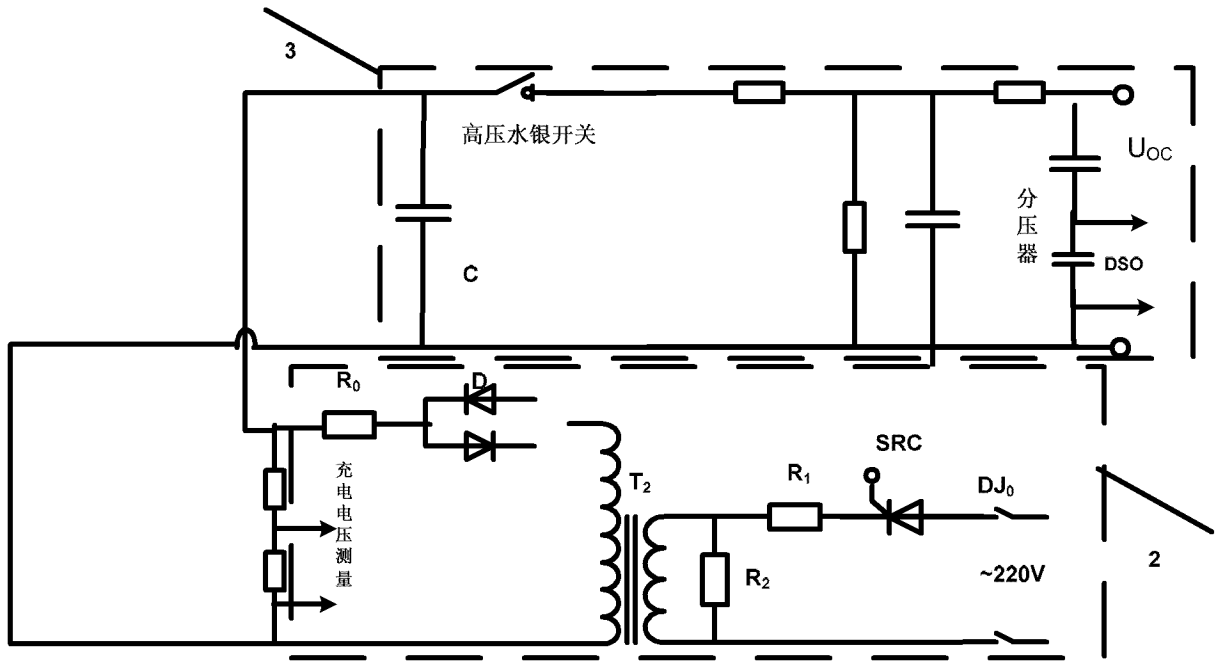 3
高压水银开关
U_OC
分压器
C
DSO
R_0
D
充电电压测量
T_2
R_1
SRC
DJ_0
R_2
~220V
2